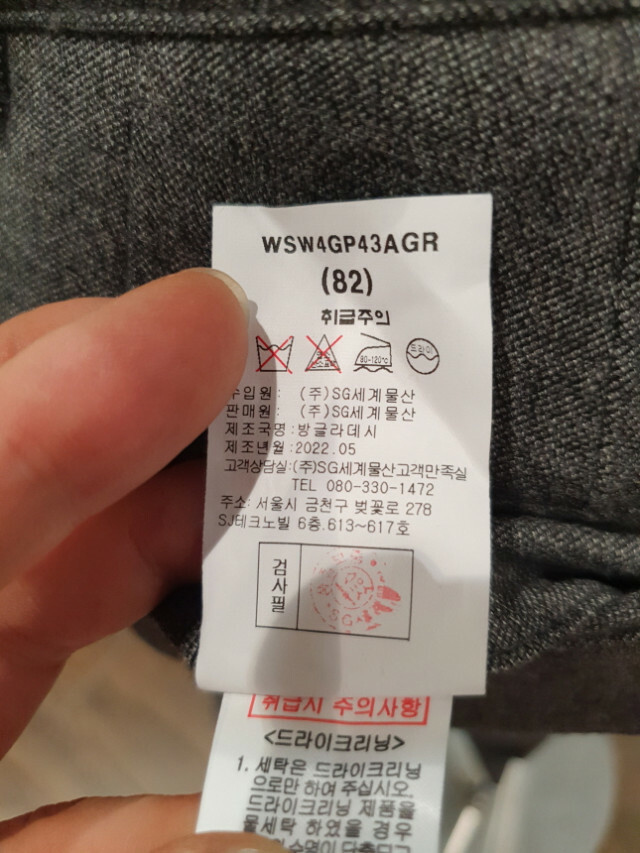 WSW4GP43AGR
(82)
취급주의
80-120℃
드라이
수입원: (주)SG세계물산
판매원: (주)SG세계물산
제조국명: 방글라데시
제조년월: 2022.05
고객상담실:(주)SG세계물산고객만족실
TEL 080-330-1472
주소: 서울시 금천구 벚꽃로 278
SJ테크노빌 6층.613~617호
검사필
SG
취급시 주의사항
<드라이크리닝>
1. 세탁은 드라이크리닝
으로만 하여 주십시오.
드라이크리닝 제품을
물세탁 하였을 경우